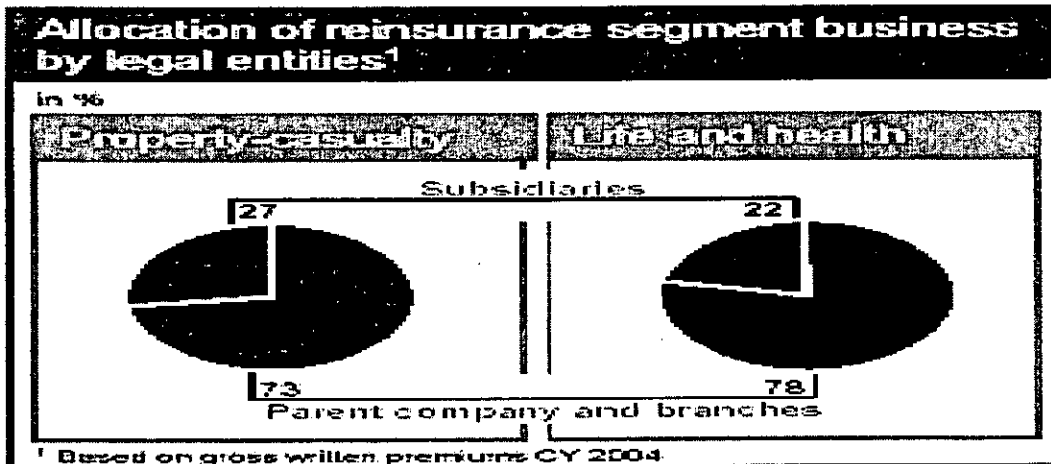 Allocation of reinsurance segment business
by legal entities¹
in %
Property-casualty
Life and health
Subsidiaries
27
22
73
78
Parent company and branches
¹ Based on gross written premiums CY 2004